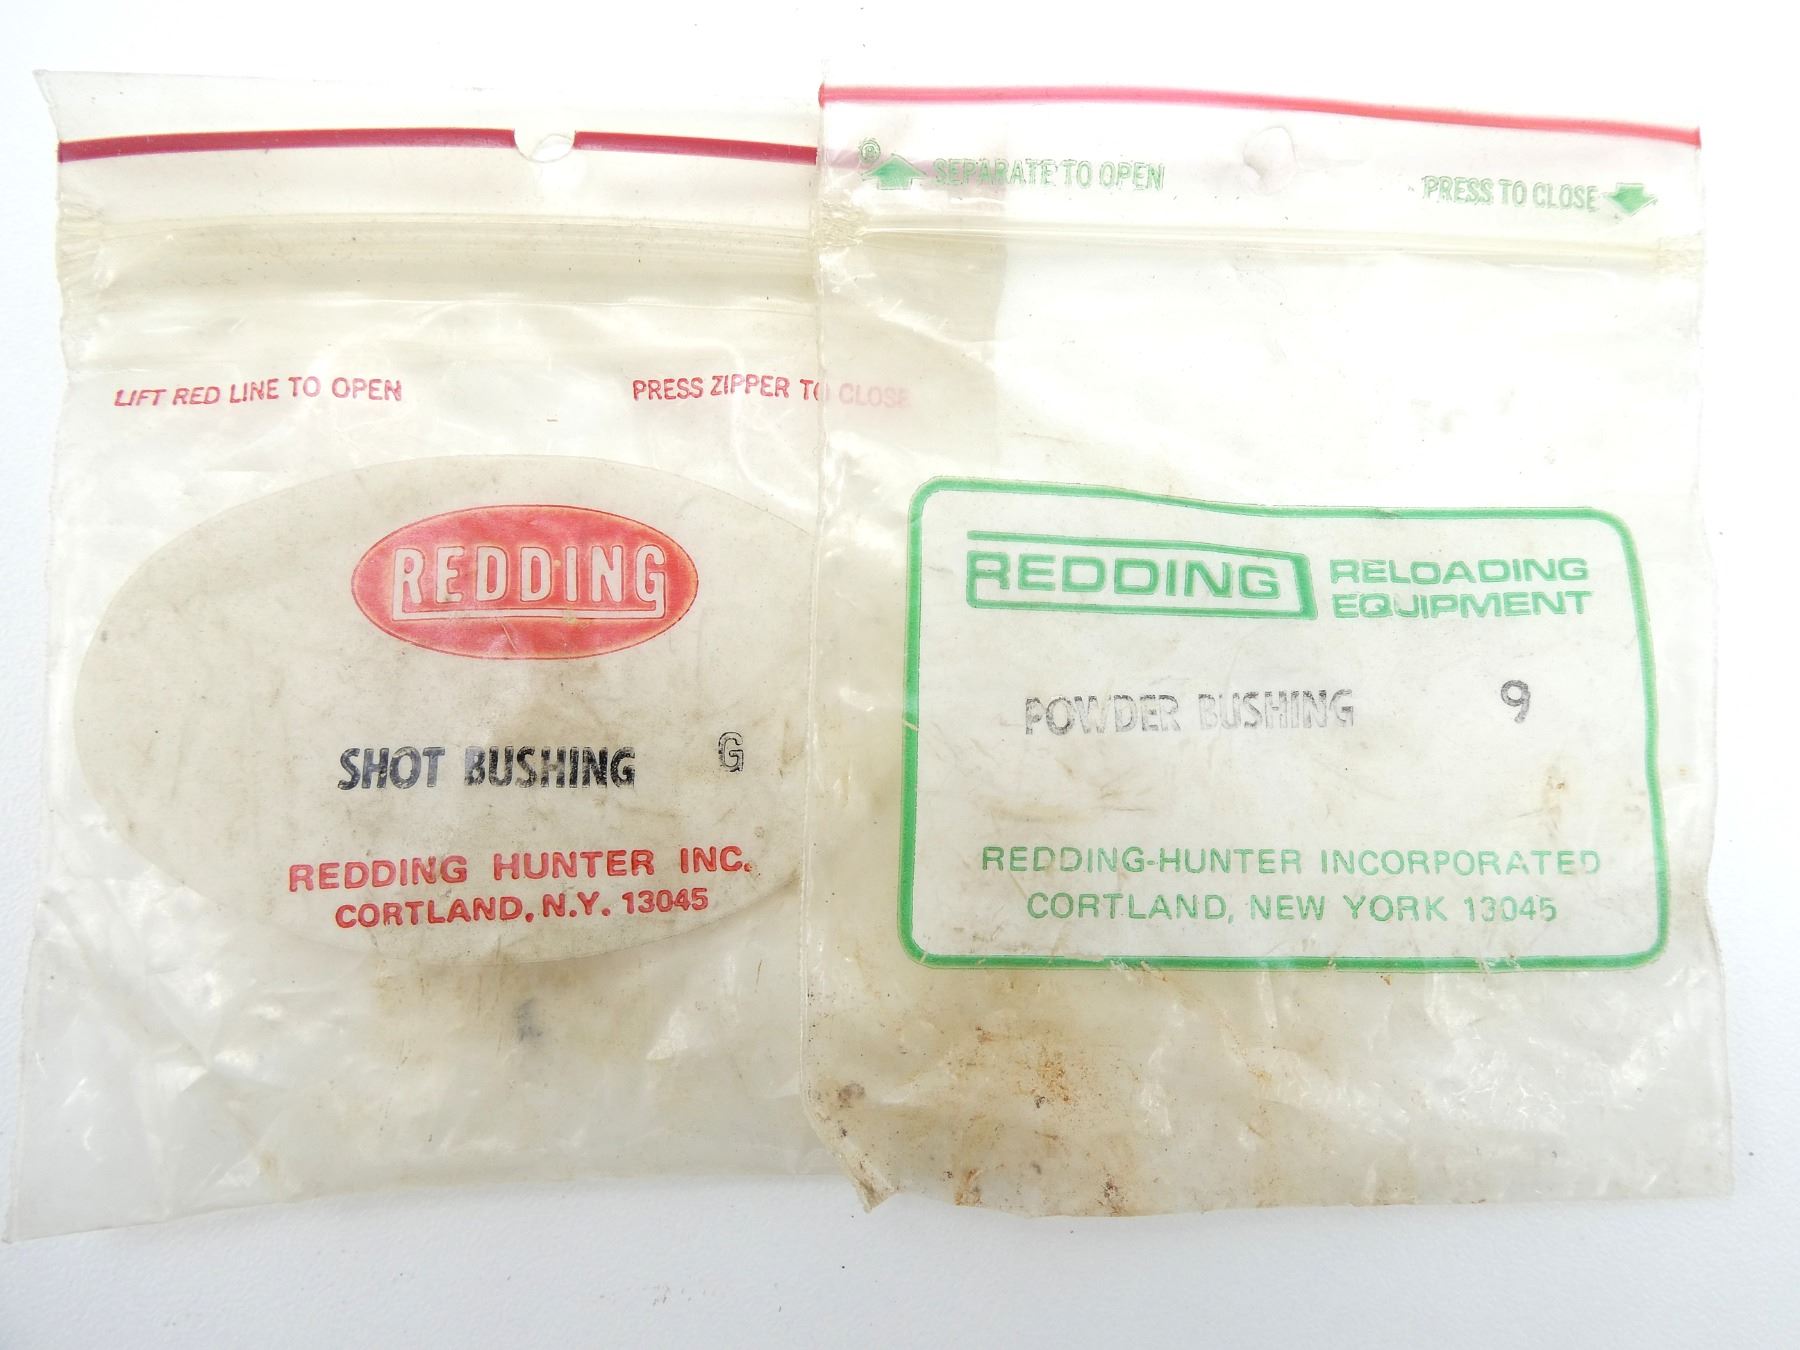 LIFT RED LINE TO OPEN PRESS ZIPPER TO CLOSE
REDDING
SHOT BUSHING G
REDDING HUNTER INC.
CORTLAND, N.Y. 13045
® SEPARATE TO OPEN PRESS TO CLOSE
REDDING RELOADING
EQUIPMENT
POWDER BUSHING 9
REDDING-HUNTER INCORPORATED
CORTLAND, NEW YORK 13045